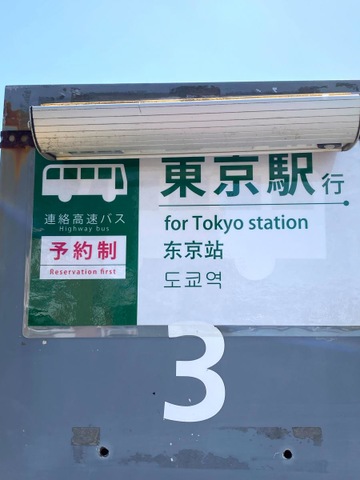 連絡高速バス
Highway bus
予約制
Reservation first
東京駅行
for Tokyo station
东京站
도쿄역
3